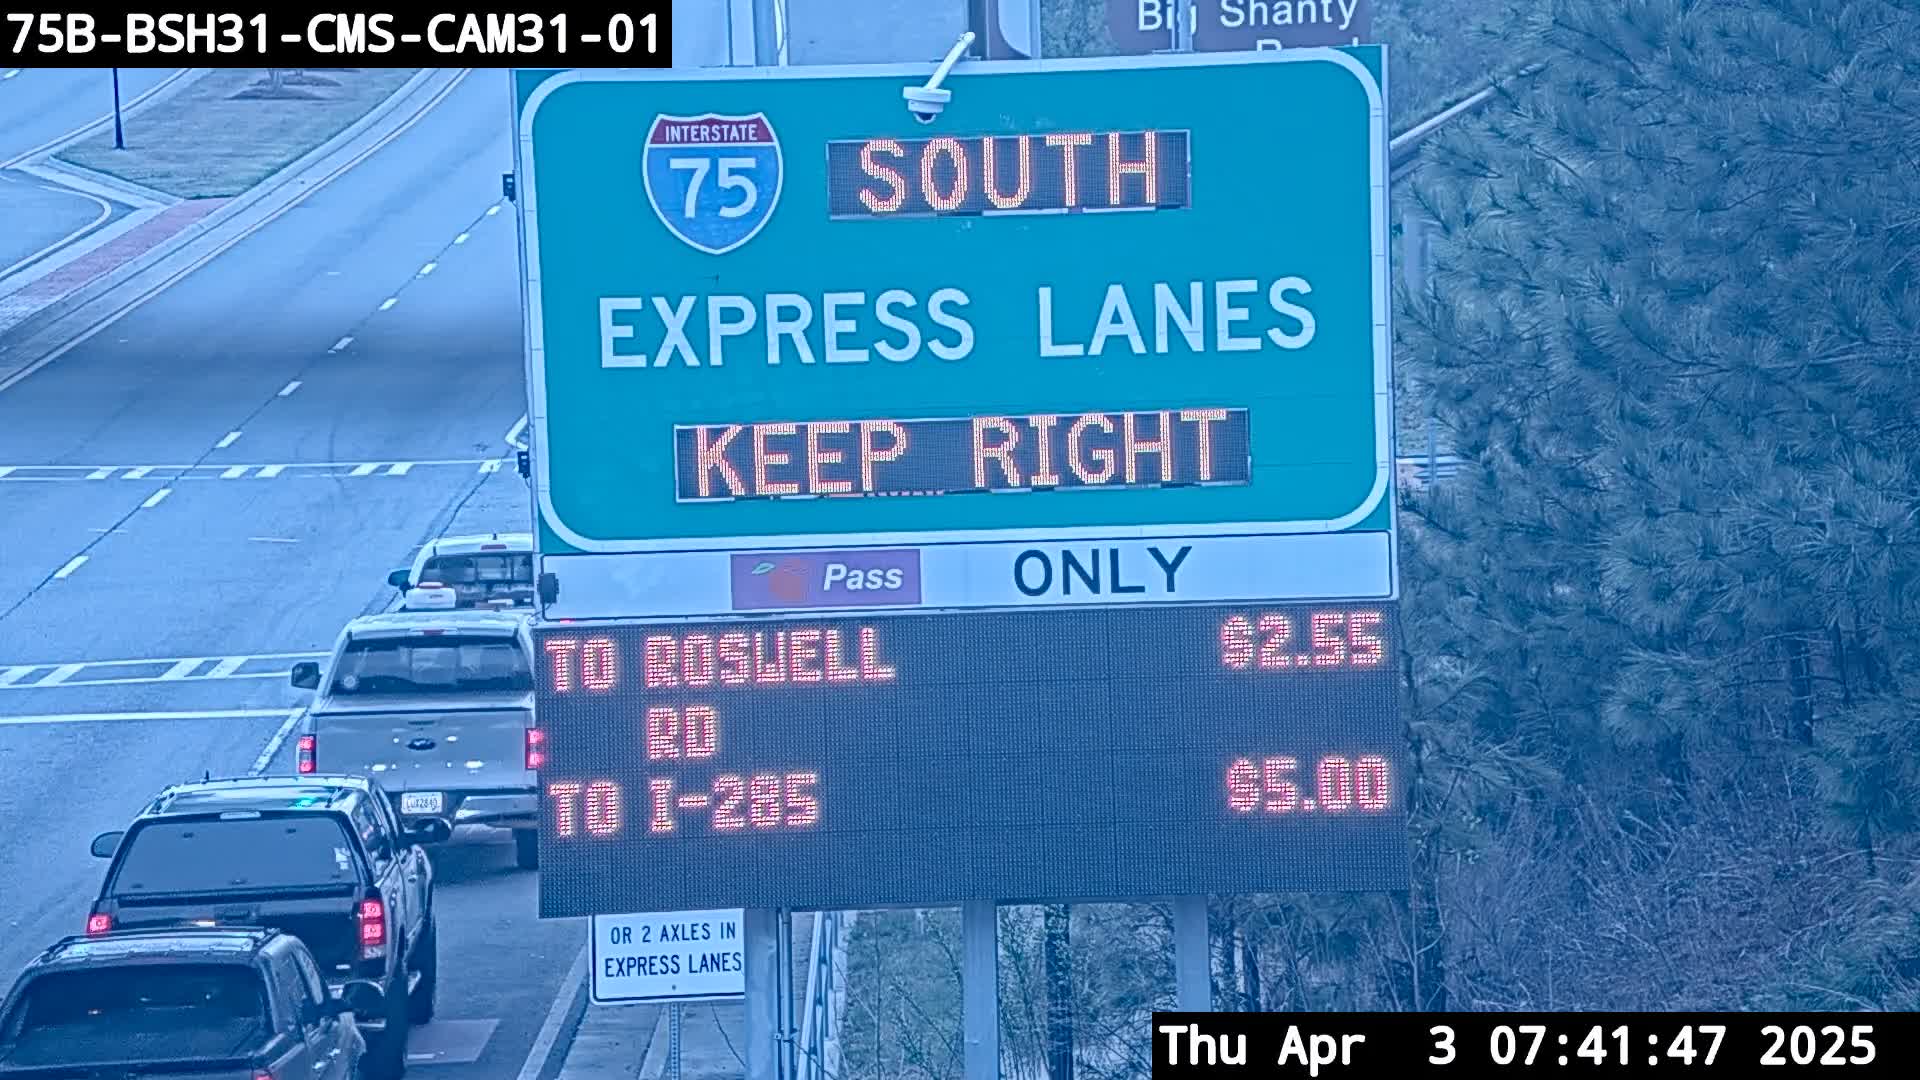 75B-BSH31-CMS-CAM31-01
Big Shanty
INTERSTATE
75
SOUTH
EXPRESS LANES
KEEP RIGHT
Pass ONLY
TO ROSWELL $2.55
RD
TO I-285 $5.00
OR 2 AXLES IN
EXPRESS LANES
Thu Apr 3 07:41:47 2025